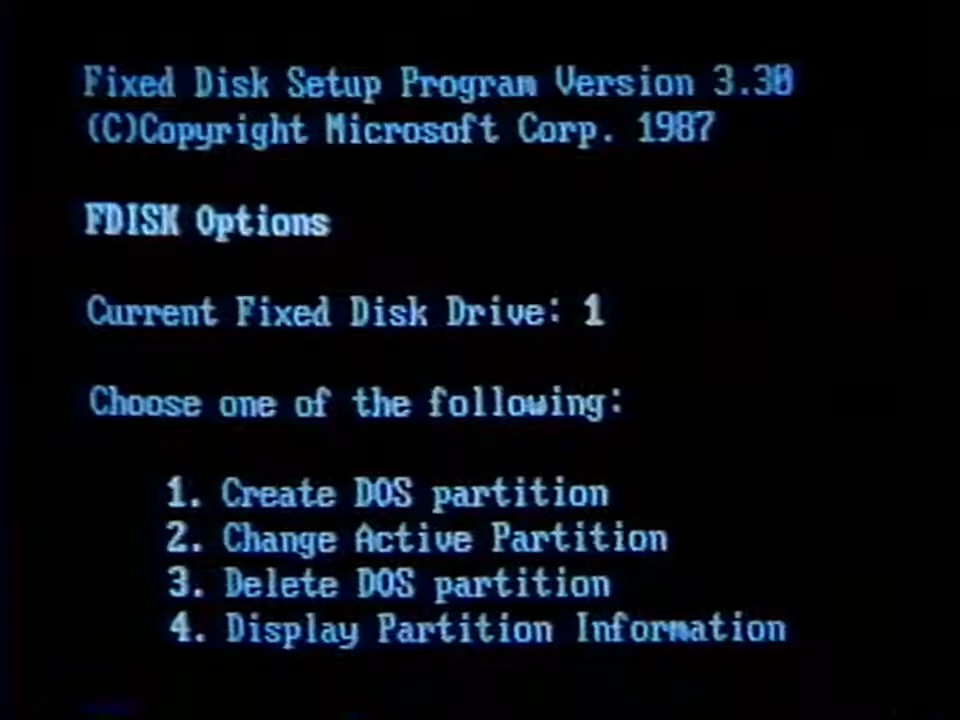 Fixed Disk Setup Program Version 3.30
(C)Copyright Microsoft Corp. 1987
FDISK Options
Current Fixed Disk Drive: 1
Choose one of the following:
1. Create DOS partition
2. Change Active Partition
3. Delete DOS partition
4. Display Partition Information